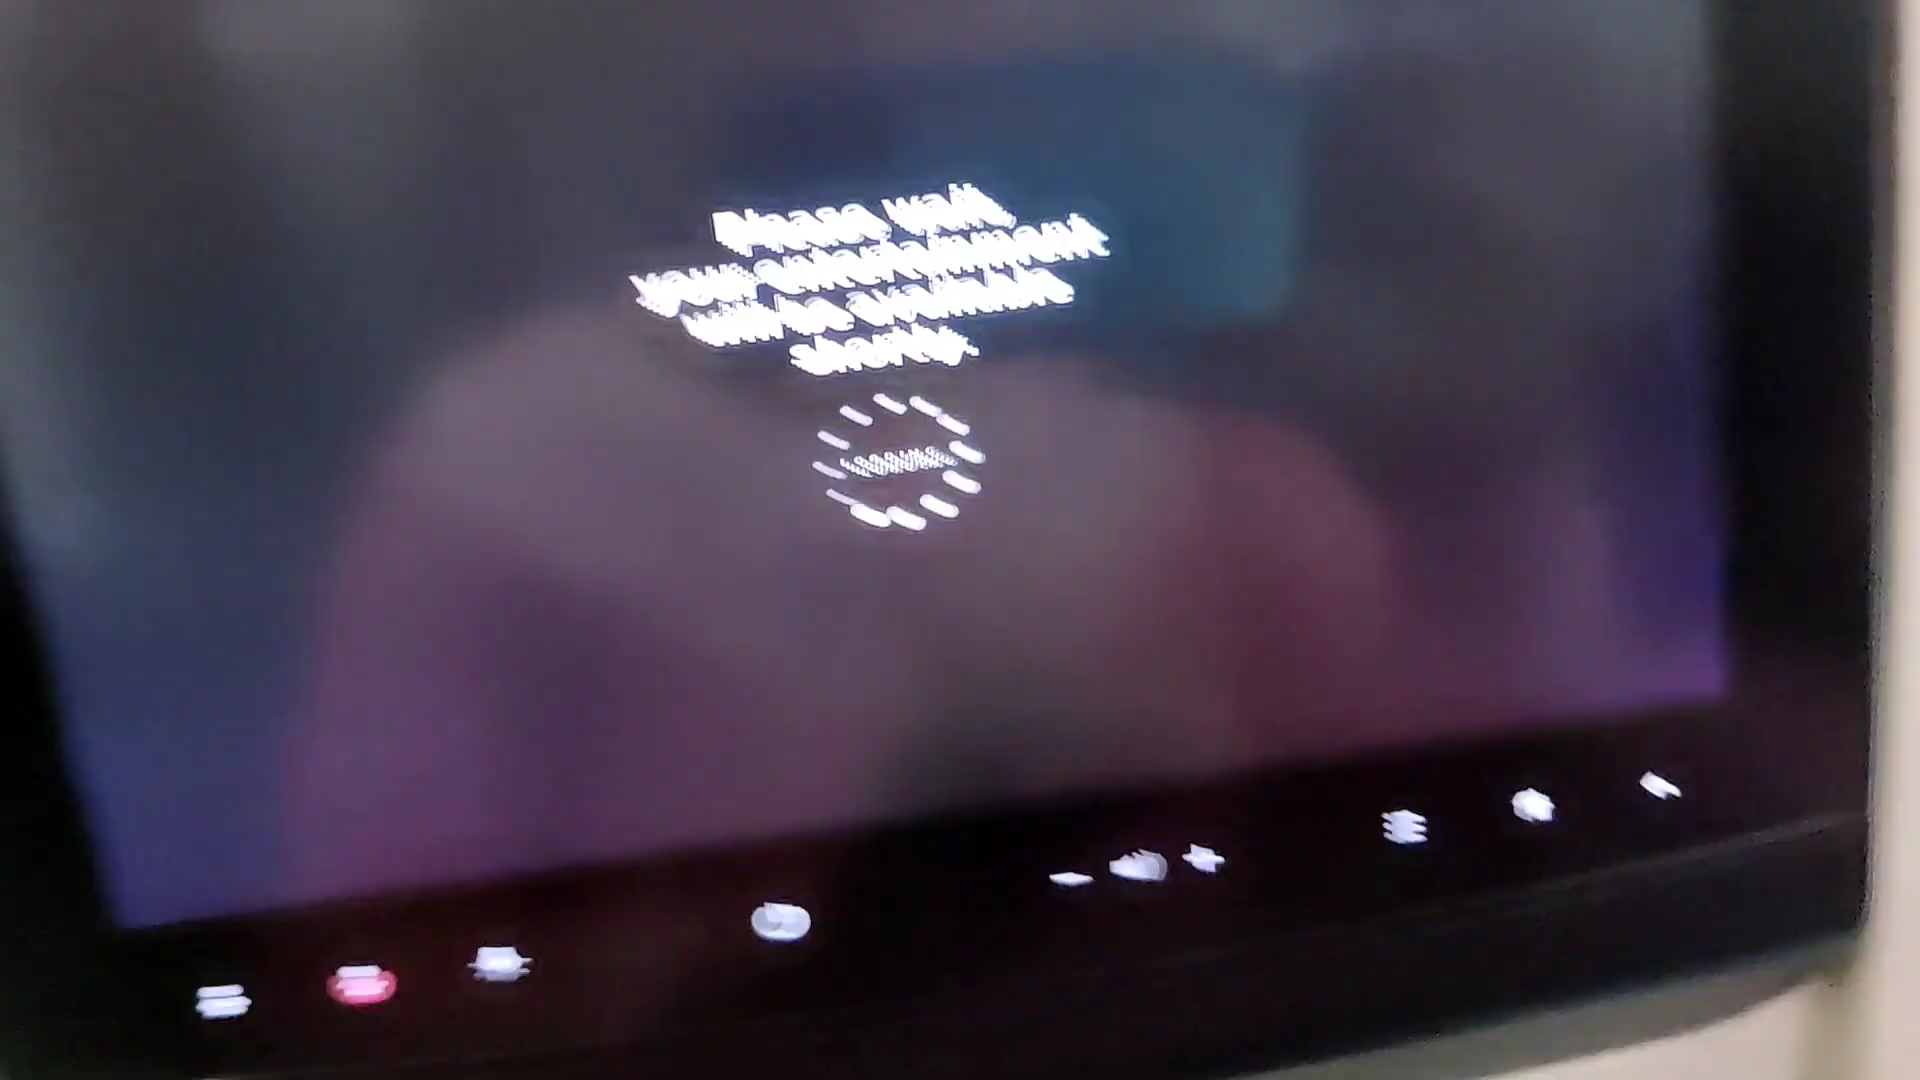 Please wait,
your entertainment
will be available
shortly.